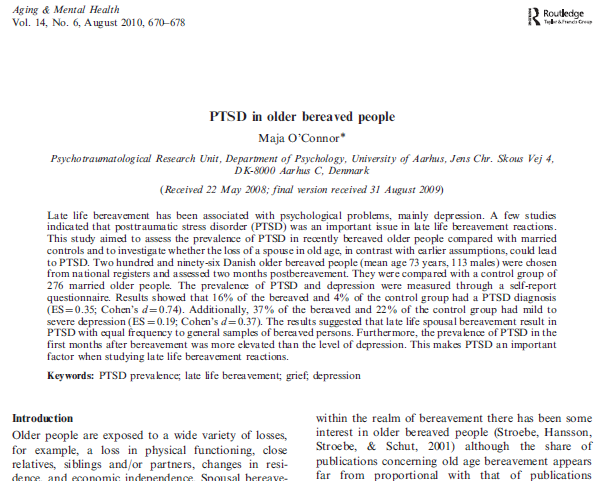 Aging & Mental Health
Vol. 14, No. 6, August 2010, 670–678
Routledge
Taylor & Francis Group
PTSD in older bereaved people
Maja O'Connor*
Psychotraumatological Research Unit, Department of Psychology, University of Aarhus, Jens Chr. Skous Vej 4,
DK-8000 Aarhus C, Denmark
(Received 22 May 2008; final version received 31 August 2009)
Late life bereavement has been associated with psychological problems, mainly depression. A few studies
indicated that posttraumatic stress disorder (PTSD) was an important issue in late life bereavement reactions.
This study aimed to assess the prevalence of PTSD in recently bereaved older people compared with married
controls and to investigate whether the loss of a spouse in old age, in contrast with earlier assumptions, could lead
to PTSD. Two hundred and ninety-six Danish older bereaved people (mean age 73 years, 113 males) were chosen
from national registers and assessed two months postbereavement. They were compared with a control group of
276 married older people. The prevalence of PTSD and depression were measured through a self-report
questionnaire. Results showed that 16% of the bereaved and 4% of the control group had a PTSD diagnosis
(ES = 0.35; Cohen's d = 0.74). Additionally, 37% of the bereaved and 22% of the control group had mild to
severe depression (ES = 0.19; Cohen's d = 0.37). The results suggested that late life spousal bereavement result in
PTSD with equal frequency to general samples of bereaved persons. Furthermore, the prevalence of PTSD in the
first months after bereavement was more elevated than the level of depression. This makes PTSD an important
factor when studying late life bereavement reactions.
Keywords: PTSD prevalence; late life bereavement; grief; depression
Introduction
Older people are exposed to a wide variety of losses,
for example, a loss in physical functioning, close
relatives, siblings and/or partners, changes in resi-
dence, and economic independence. Spousal bereave-
within the realm of bereavement there has been some
interest in older bereaved people (Stroebe, Hansson,
Stroebe, & Schut, 2001) although the share of
publications concerning old age bereavement appears
far from proportional with that of publications